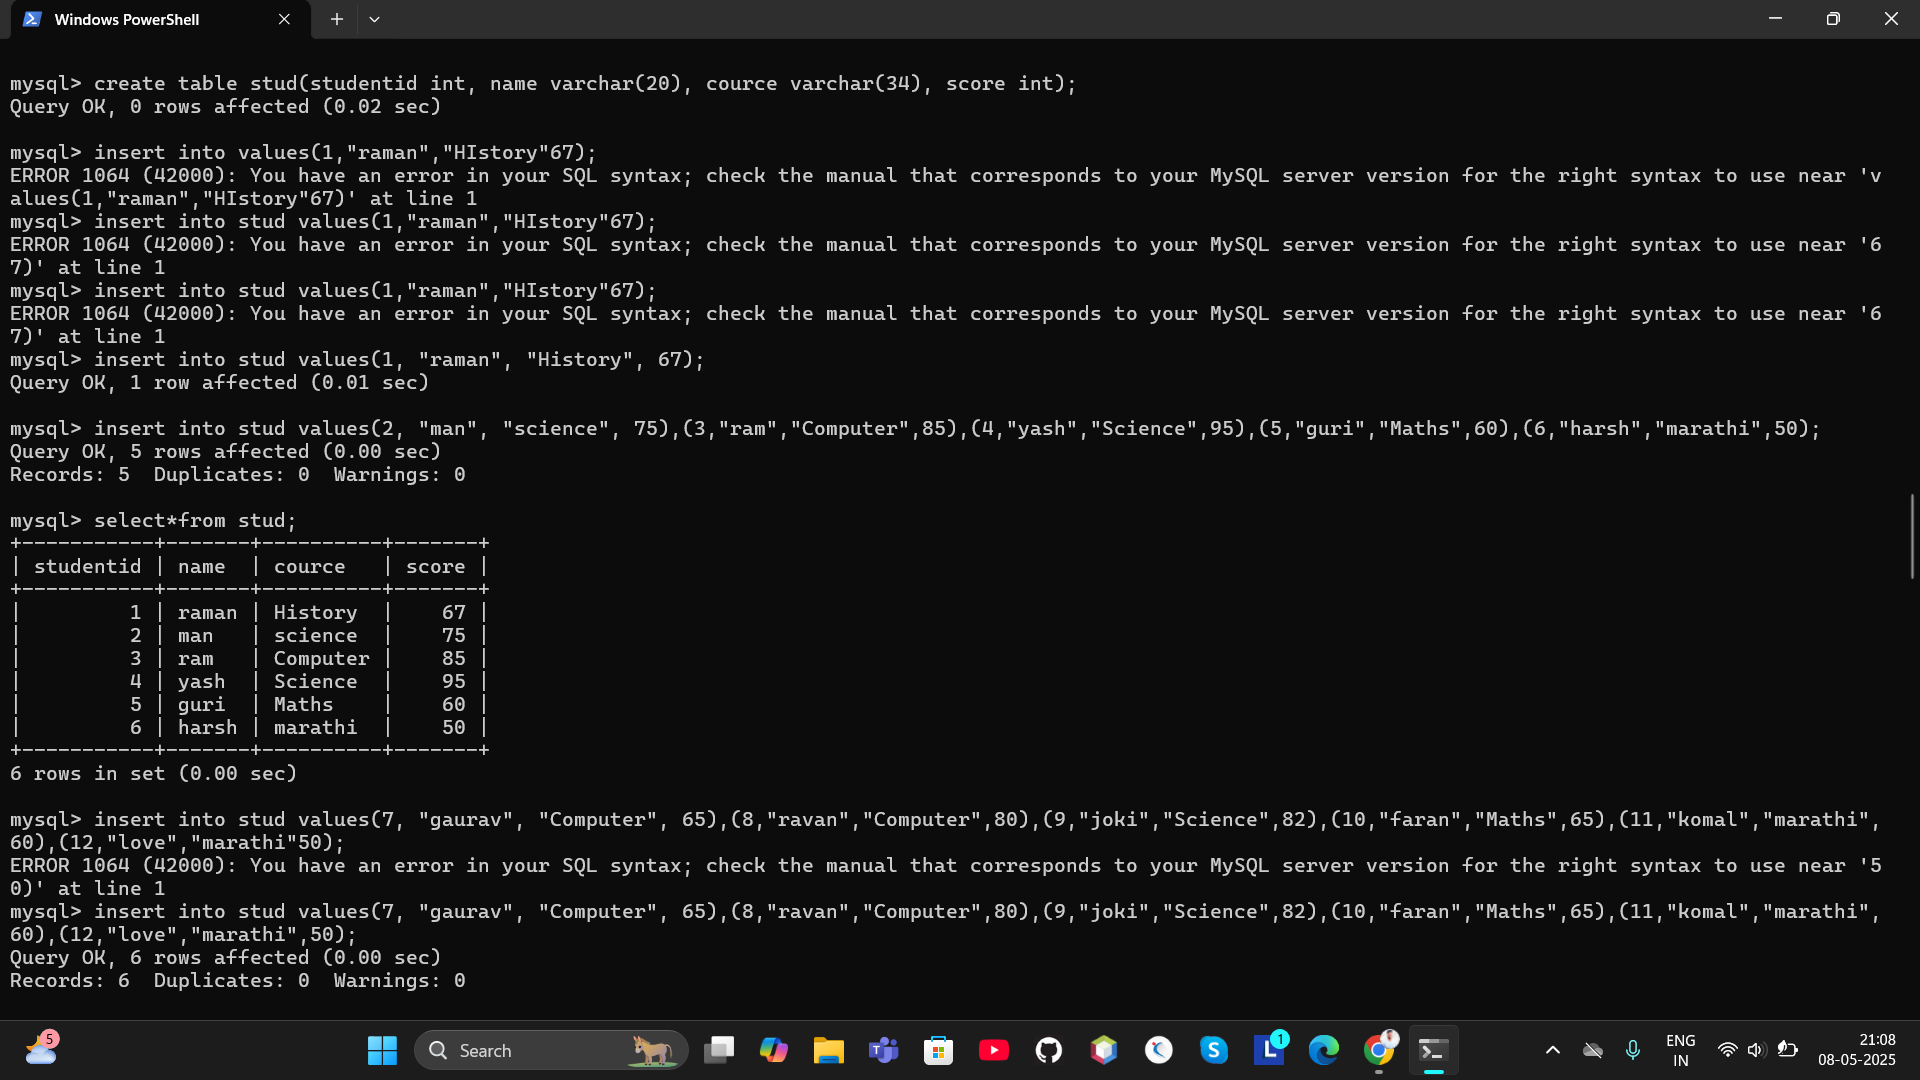 Windows PowerShell
mysql> create table stud(studentid int, name varchar(20), cource varchar(34), score int);
Query OK, 0 rows affected (0.02 sec)
mysql> insert into values(1,"raman","HIstory"67);
ERROR 1064 (42000): You have an error in your SQL syntax; check the manual that corresponds to your MySQL server version for the right syntax to use near 'v
alues(1,"raman","HIstory"67)' at line 1
mysql> insert into stud values(1,"raman","HIstory"67);
ERROR 1064 (42000): You have an error in your SQL syntax; check the manual that corresponds to your MySQL server version for the right syntax to use near '6
7)' at line 1
mysql> insert into stud values(1,"raman","HIstory"67);
ERROR 1064 (42000): You have an error in your SQL syntax; check the manual that corresponds to your MySQL server version for the right syntax to use near '6
7)' at line 1
mysql> insert into stud values(1, "raman", "History", 67);
Query OK, 1 row affected (0.01 sec)
mysql> insert into stud values(2, "man", "science", 75),(3,"ram","Computer",85),(4,"yash","Science",95),(5,"guri","Maths",60),(6,"harsh","marathi",50);
Query OK, 5 rows affected (0.00 sec)
Records: 5  Duplicates: 0  Warnings: 0
mysql> select*from stud;
+-----------+-------+----------+-------+
| studentid | name  | cource   | score |
+-----------+-------+----------+-------+
|         1 | raman | History  |    67 |
|         2 | man   | science  |    75 |
|         3 | ram   | Computer |    85 |
|         4 | yash  | Science  |    95 |
|         5 | guri  | Maths    |    60 |
|         6 | harsh | marathi  |    50 |
+-----------+-------+----------+-------+
6 rows in set (0.00 sec)
mysql> insert into stud values(7, "gaurav", "Computer", 65),(8,"ravan","Computer",80),(9,"joki","Science",82),(10,"faran","Maths",65),(11,"komal","marathi",
60),(12,"love","marathi"50);
ERROR 1064 (42000): You have an error in your SQL syntax; check the manual that corresponds to your MySQL server version for the right syntax to use near '5
0)' at line 1
mysql> insert into stud values(7, "gaurav", "Computer", 65),(8,"ravan","Computer",80),(9,"joki","Science",82),(10,"faran","Maths",65),(11,"komal","marathi",
60),(12,"love","marathi",50);
Query OK, 6 rows affected (0.00 sec)
Records: 6  Duplicates: 0  Warnings: 0
5
Search
T
S
L
1
ENG
IN
21:08
08-05-2025